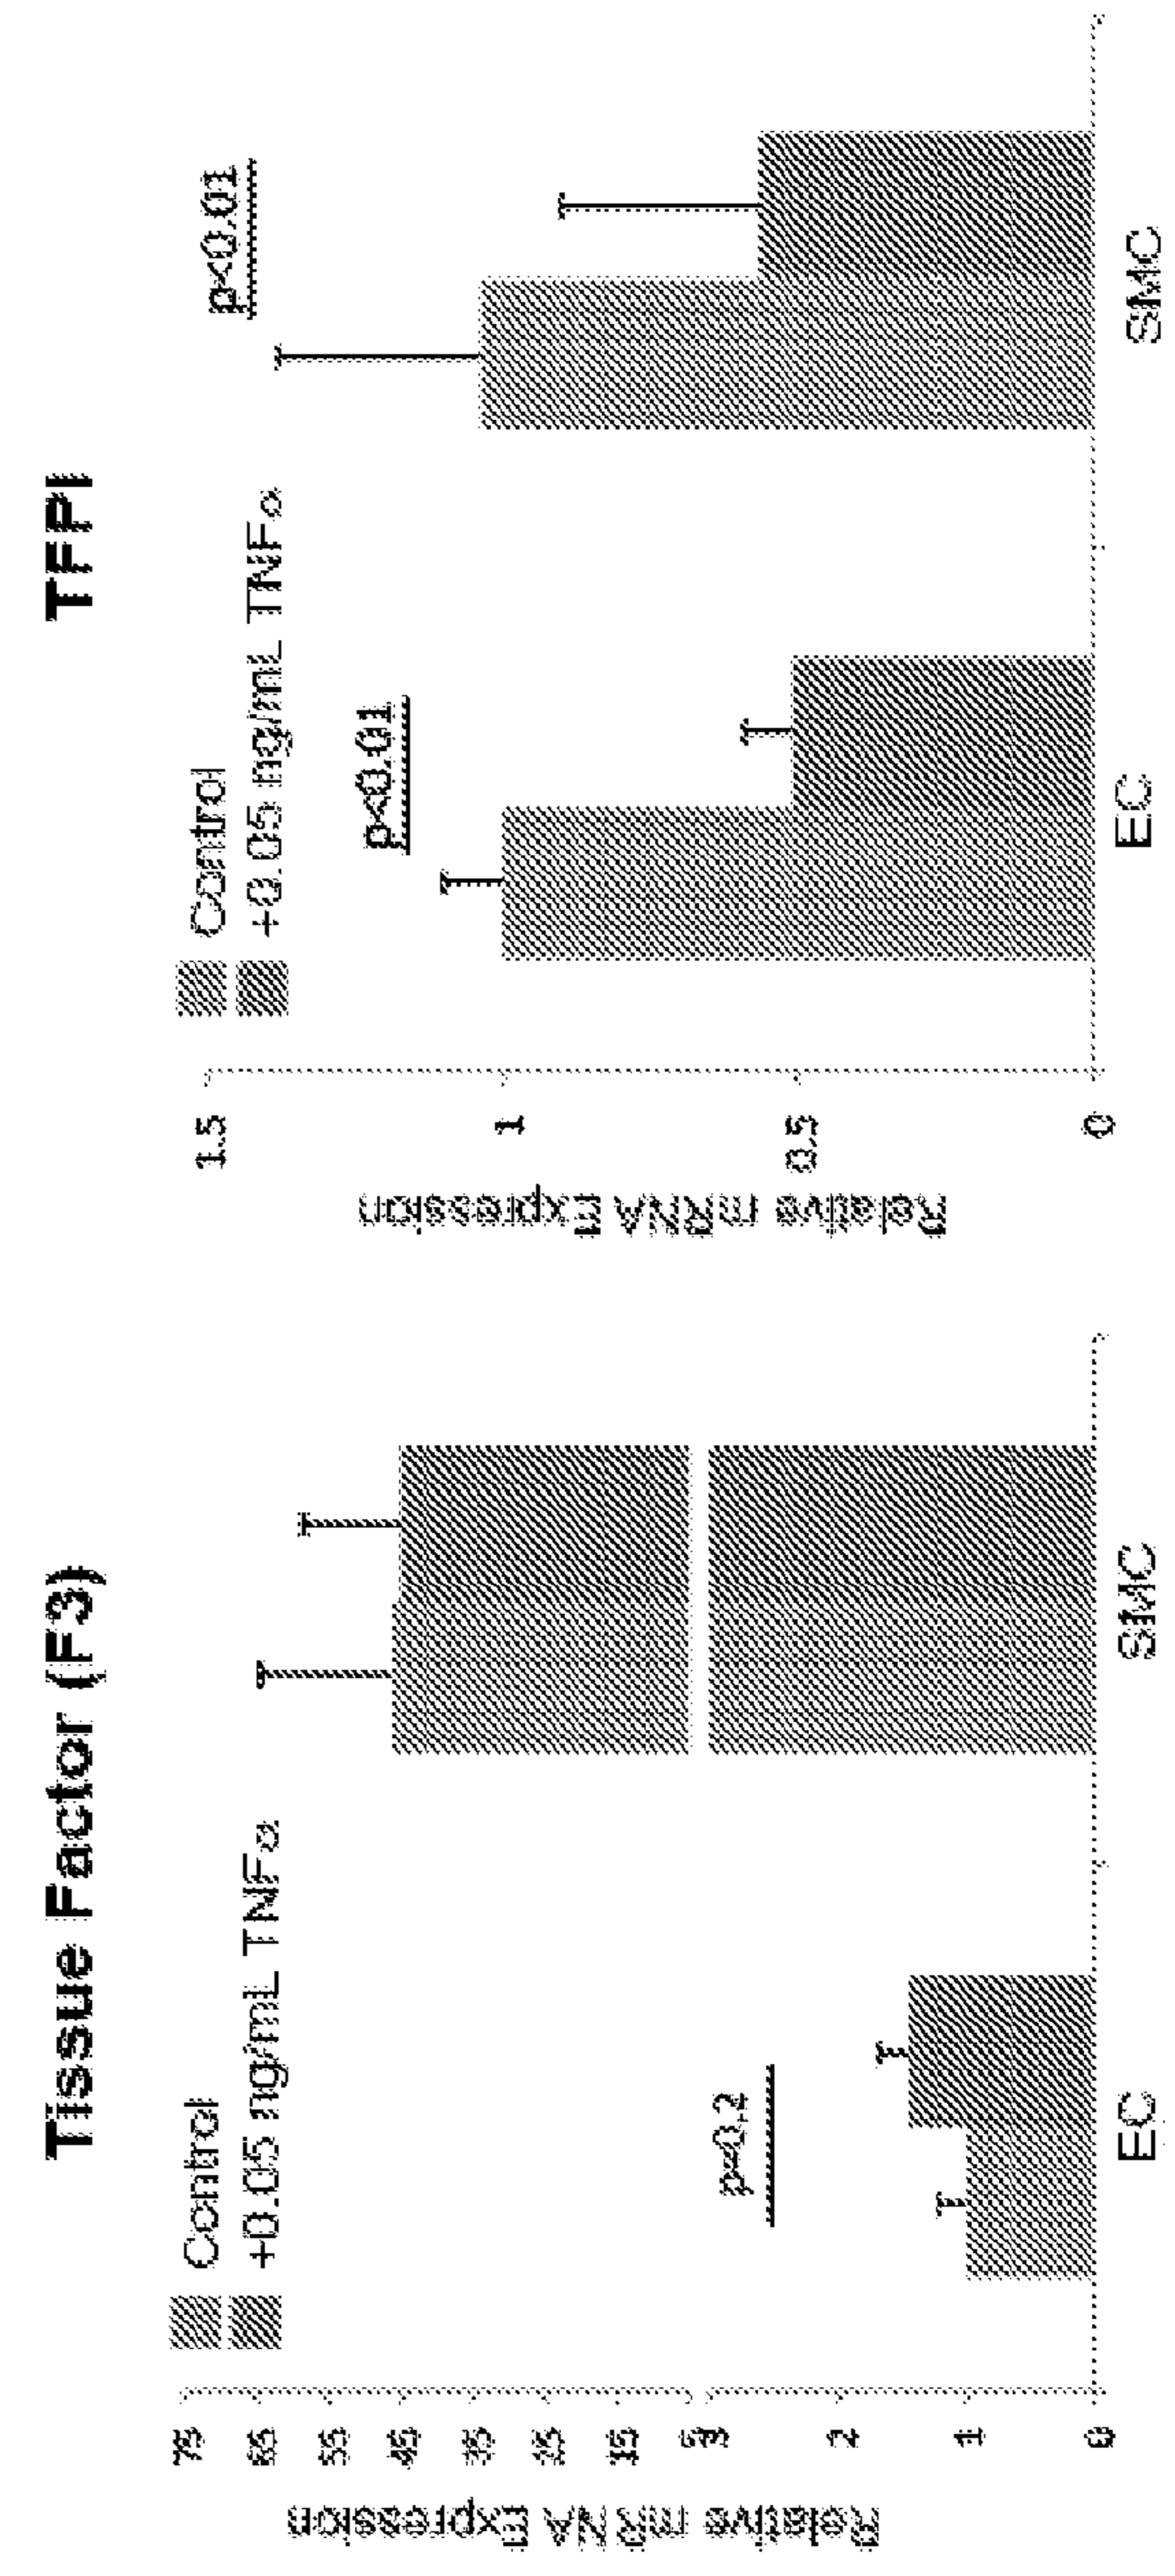 Tissue Factor (F3)
Control
+0.05 ng/mL TNFα
Relative mRNA Expression
75
65
55
45
35
25
15
5
3
2
1
0
p<0.2
EC
SMC
TFPI
Control
+0.05 ng/mL TNFα
Relative mRNA Expression
1.5
1
0.5
0
p<0.01
p<0.01
EC
SMC